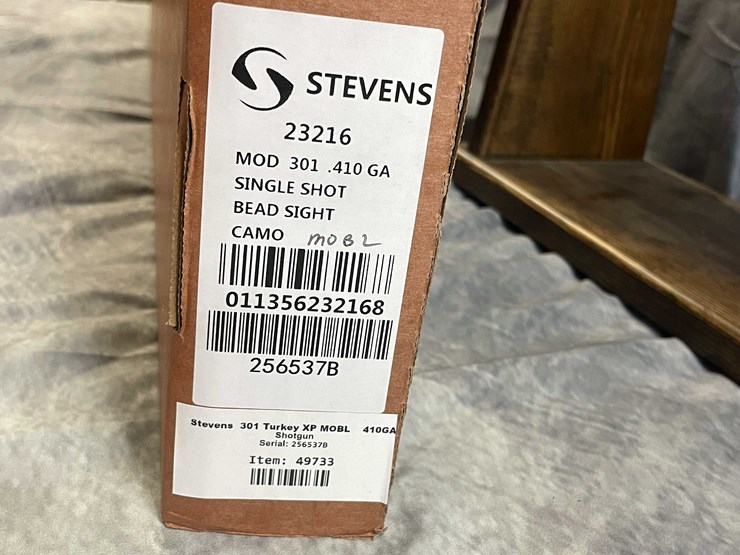 STEVENS
23216
MOD 301 .410 GA
SINGLE SHOT
BEAD SIGHT
CAMO MOBL
011356232168
256537B
Stevens 301 Turkey XP MOBL 410GA
Shotgun
Serial: 256537B
Item: 49733